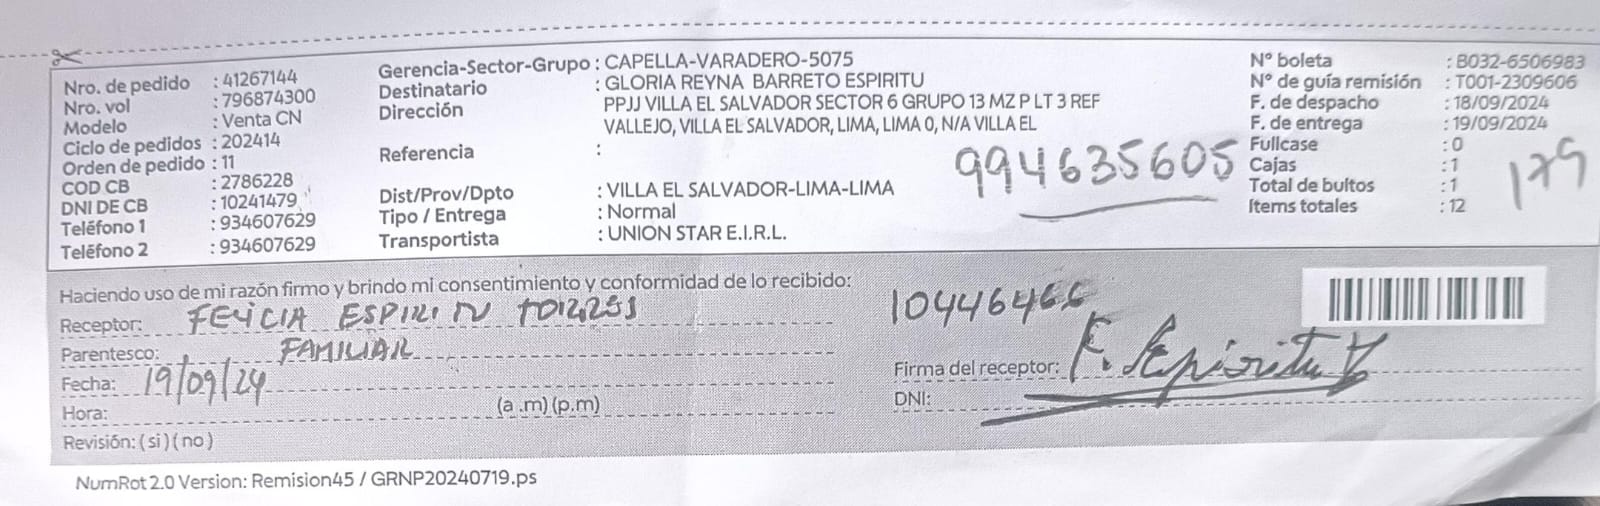 Nro. de pedido : 41267144
Nro. vol : 796874300
Modelo : Venta CN
Ciclo de pedidos : 202414
Orden de pedido : 11
COD CB : 2786228
DNI DE CB : 10241479
Teléfono 1 : 934607629
Teléfono 2 : 934607629
Gerencia-Sector-Grupo : CAPELLA-VARADERO-5075
Destinatario : GLORIA REYNA BARRETO ESPIRITU
Dirección PPJJ VILLA EL SALVADOR SECTOR 6 GRUPO 13 MZ P LT 3 REF
VALLEJO, VILLA EL SALVADOR, LIMA, LIMA 0, N/A VILLA EL
Referencia :
994635605
Dist/Prov/Dpto : VILLA EL SALVADOR-LIMA-LIMA
Tipo / Entrega : Normal
Transportista : UNION STAR E.I.R.L.
N° boleta : B032-6506983
N° de guía remisión : T001-2309606
F. de despacho : 18/09/2024
F. de entrega : 19/09/2024
Fullcase : 0
Cajas : 1
Total de bultos : 1
Ítems totales : 12
Haciendo uso de mi razón firmo y brindo mi consentimiento y conformidad de lo recibido:
Receptor: FELICIA ESPIRITU
Parentesco: FAMILIAR
Fecha: 19/09/24
Hora: (a .m) (p.m)
Revisión: ( si ) ( no )
10446466
Firma del receptor: F. Espiritu
DNI:
NumRot 2.0 Version: Remision45 / GRNP20240719.ps